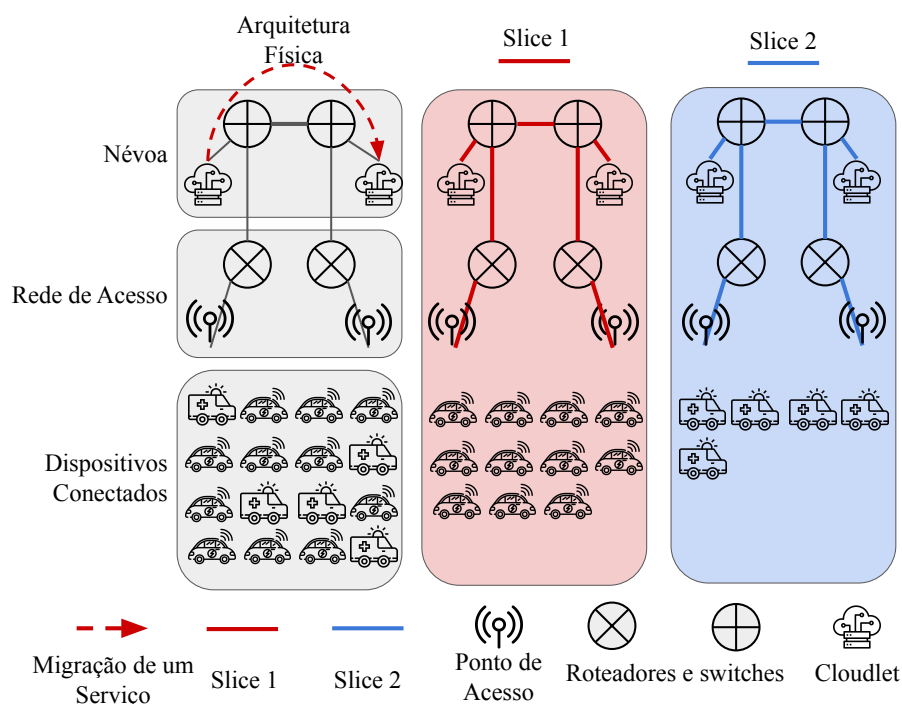 Arquitetura
Física
Slice 1
Slice 2
Névoa
Rede de Acesso
Dispositivos
Conectados
Migração de um
Serviço
Slice 1
Slice 2
Ponto de
Acesso
Roteadores e switches
Cloudlet